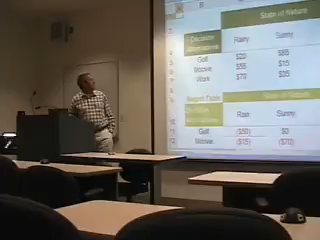 B
State of Nature
Decision
Rainy Sunny
Golf $20 $85
Movie $55 $15
Work $70 $35
Regret Table
State of Nature
Rain Sunny
Golf ($50) $0
Movie ($15) ($70)